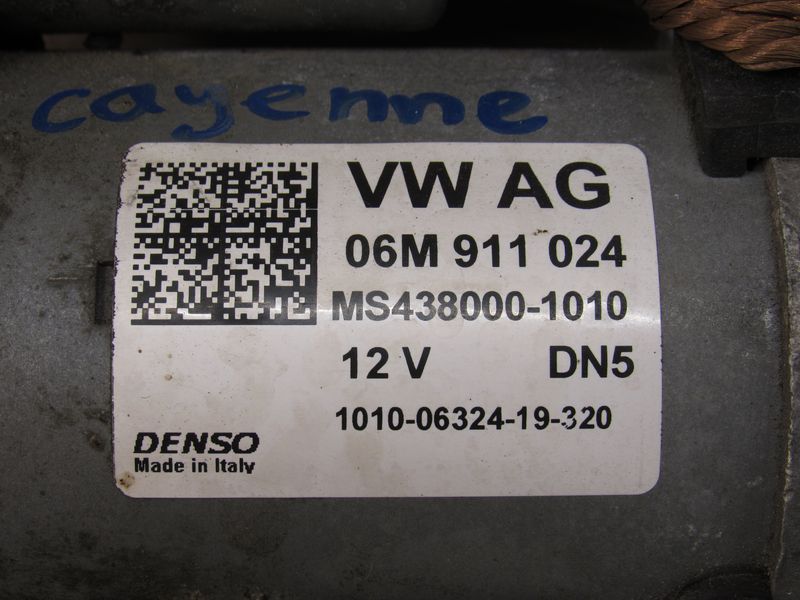 cayenne
VW AG
06M 911 024
MS438000-1010
12 V DN5
1010-06324-19-320
DENSO
Made in Italy